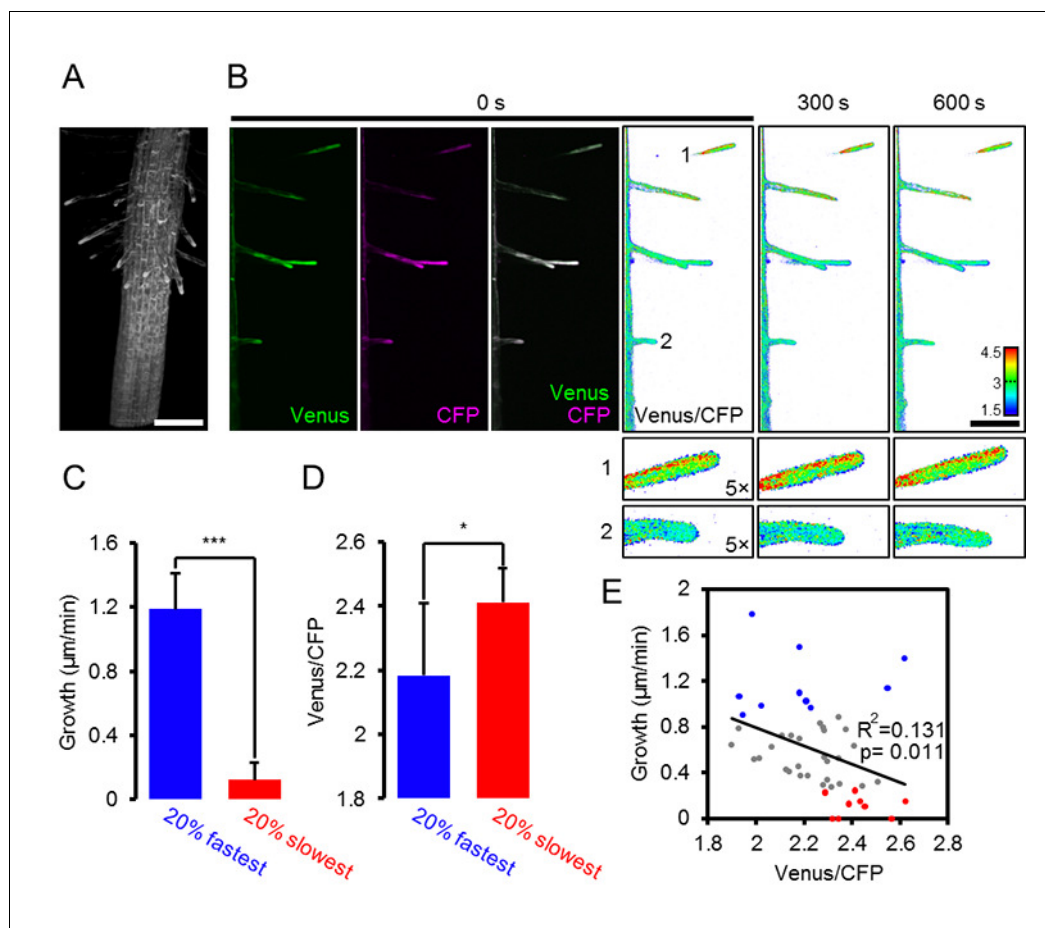 A
B
0 s
300 s
600 s
1
2
Venus
CFP
Venus
CFP
Venus/CFP
4.5
3
1.5
1
5×
2
5×
C
Growth (µm/min)
1.6
1.2
0.8
0.4
0
***
20% fastest
20% slowest
D
Venus/CFP
2.6
2.4
2.2
2
1.8
*
20% fastest
20% slowest
E
Growth (µm/min)
2
1.6
1.2
0.8
0.4
0
R²=0.131
p= 0.011
1.8
2
2.2
2.4
2.6
2.8
Venus/CFP